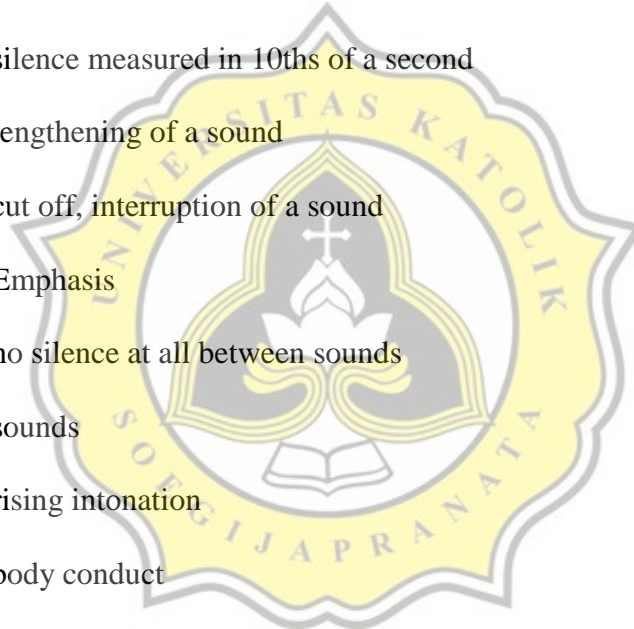 silence measured in 10ths of a second
engthening of a sound
cut off, interruption of a sound
Emphasis
no silence at all between sounds
sounds
rising intonation
body conduct
UNIVERSITAS KATOLIK
SOEGIJAPRANATA